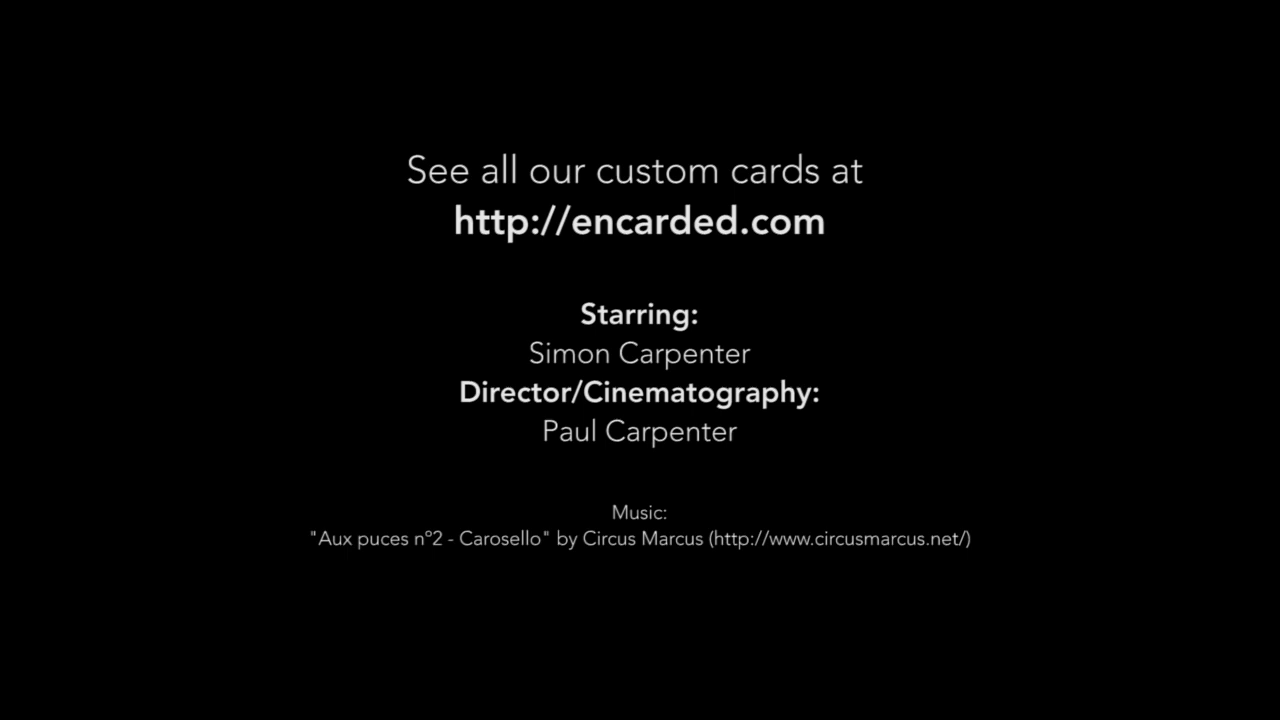 See all our custom cards at
http://encarded.com
Starring:
Simon Carpenter
Director/Cinematography:
Paul Carpenter
Music:
"Aux puces nº2 - Carosello" by Circus Marcus (http://www.circusmarcus.net/)